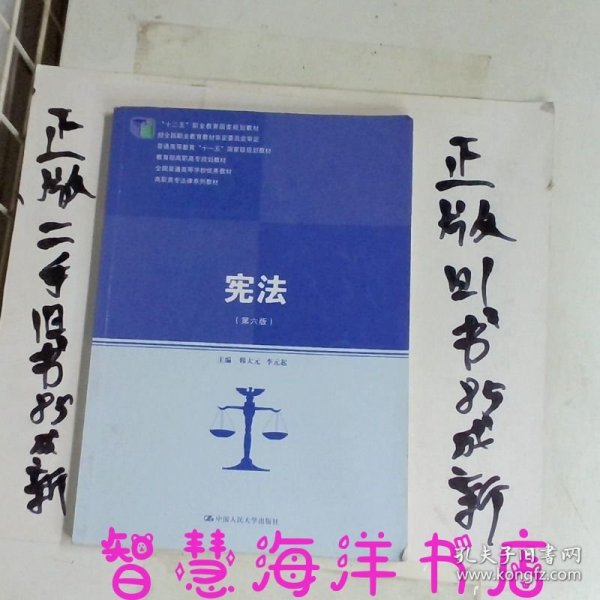 正版二手旧书85成新
"十二五"职业教育国家规划教材
经全国职业教育教材审定委员会审定
普通高等教育"十一五"国家级规划教材
教育部高职高专规划教材
全国普通高等学校优秀教材
高职高专法律系列教材
宪法
（第六版）
主编 韩大元 李元起
中国人民大学出版社
正版旧书85成新
智慧海洋书店
孔夫子旧书网
www.kongfz.com